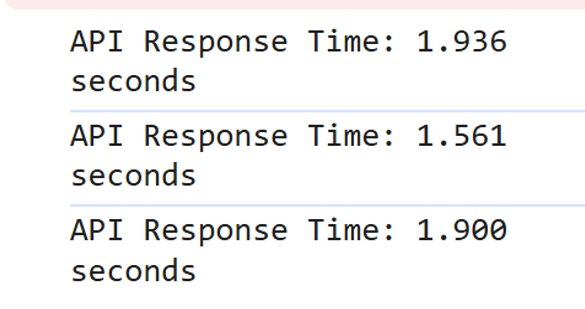 API Response Time: 1.936
seconds
API Response Time: 1.561
seconds
API Response Time: 1.900
seconds